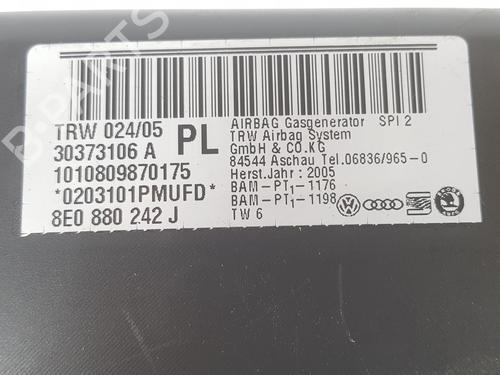 TRW 024/05 PL
30373106 A
1010809870175
*0203101PMUFD*
8E0 880 242 J
AIRBAG Gasgenerator SPI 2
TRW Airbag System
GmbH & CO.KG
84544 Aschau Tel.06836/965-0
Herst.Jahr: 2005
BAM-PT1-1176
BAM-PT1-1198
TW 6
B-PARTS